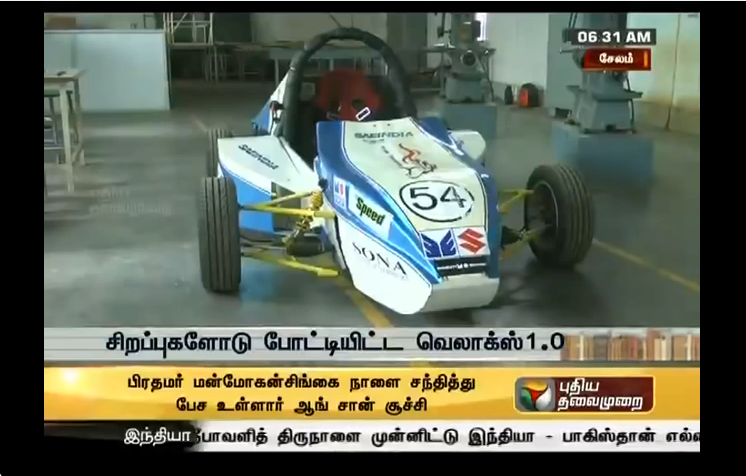 06.31 AM
சேலம்
SAEINDIA
SAEINDIA
54
Speed
SONA
சிறப்புகளோடு போட்டியிட்ட வெலாக்ஸ் 1.0
பிரதமர் மன்மோகன்சிங்கை நாளை சந்தித்து
பேச உள்ளார் ஆங் சான் சூச்சி
புதிய
தலைமுறை
இந்தியா போவளித் திருநாளை முன்னிட்டு இந்தியா - பாகிஸ்தான் எல்லை